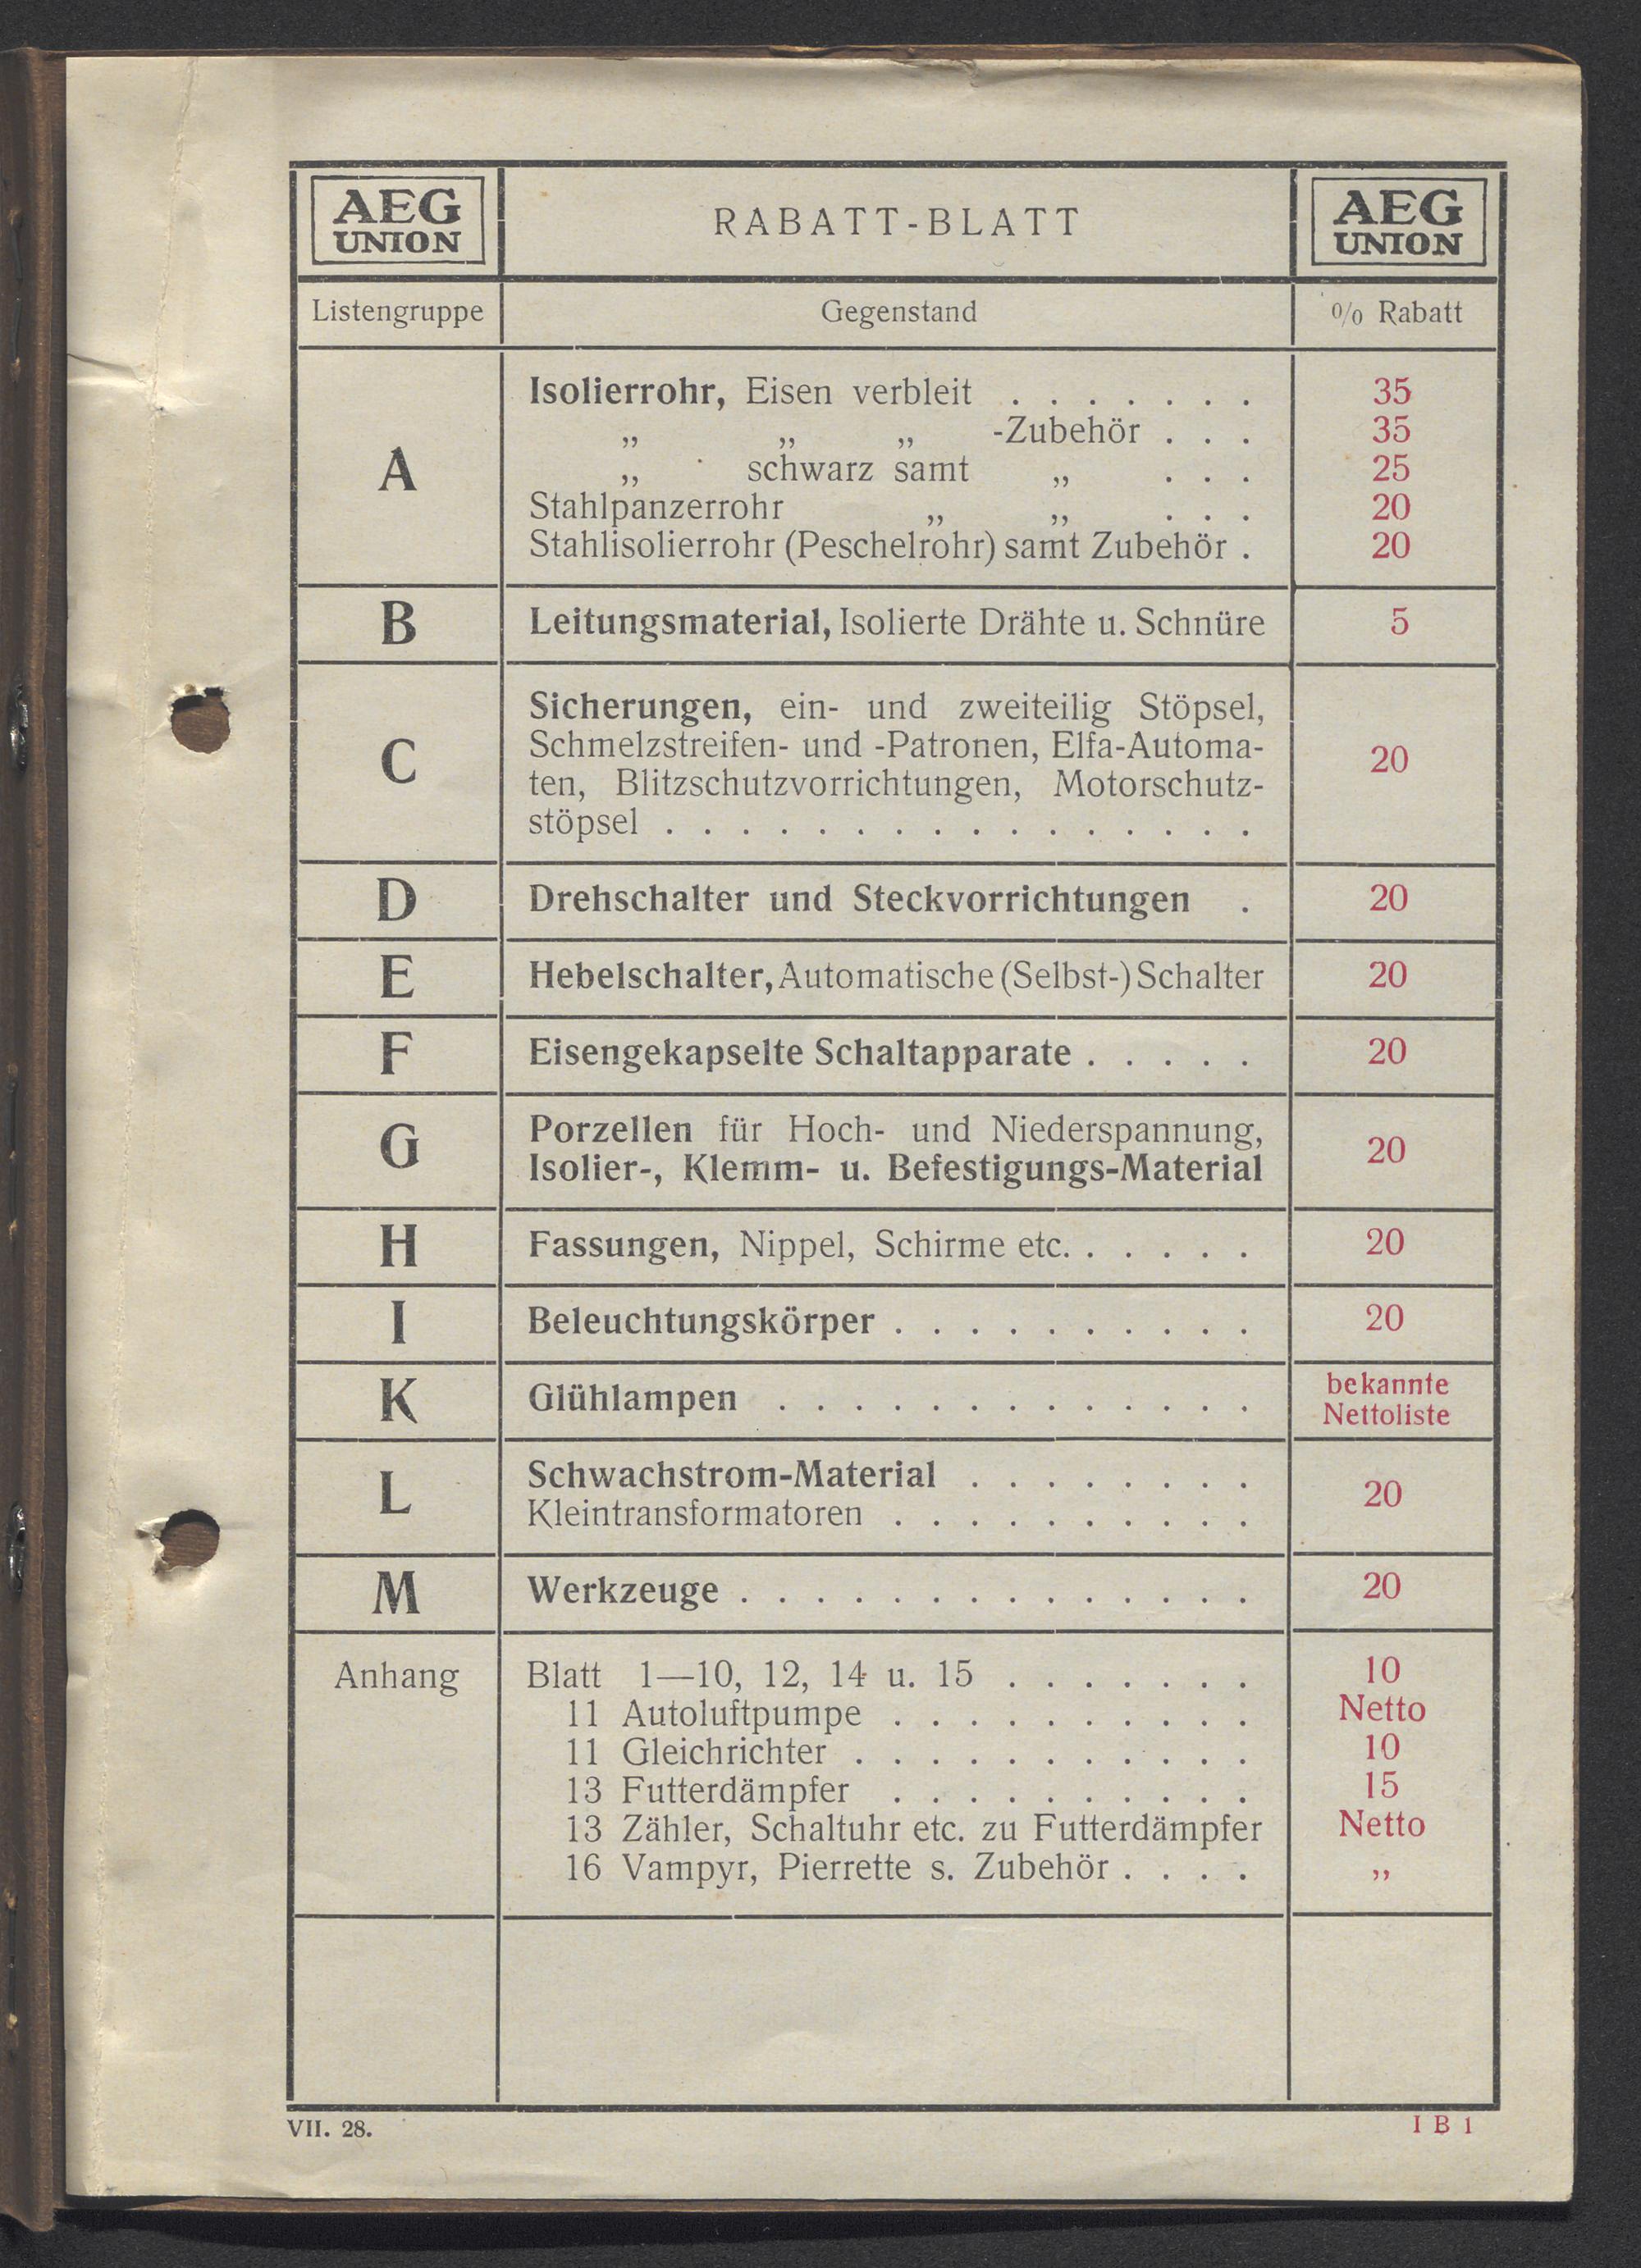 AEG
UNION
RABATT-BLATT
AEG
UNION
Listengruppe Gegenstand % Rabatt
A
Isolierrohr, Eisen verbleit . . . . . . . 35
„ „ „ -Zubehör . . . 35
„ schwarz samt „ . . . 25
Stahlpanzerrohr „ „ . . . 20
Stahlisolierrohr (Peschelrohr) samt Zubehör . 20
B Leitungsmaterial, Isolierte Drähte u. Schnüre 5
C
Sicherungen, ein- und zweiteilig Stöpsel,
Schmelzstreifen- und -Patronen, Elfa-Automa-
ten, Blitzschutzvorrichtungen, Motorschutz-
stöpsel . . . . . . . . . . . . . . . .
20
D Drehschalter und Steckvorrichtungen . 20
E Hebelschalter, Automatische (Selbst-) Schalter 20
F Eisengekapselte Schaltapparate . . . . . 20
G
Porzellen für Hoch- und Niederspannung,
Isolier-, Klemm- u. Befestigungs-Material
20
H Fassungen, Nippel, Schirme etc. . . . . . 20
I Beleuchtungskörper . . . . . . . . . . 20
K Glühlampen . . . . . . . . . . . . .
bekannte
Nettoliste
L
Schwachstrom-Material . . . . . . . .
Kleintransformatoren . . . . . . . . . .
20
M Werkzeuge . . . . . . . . . . . . . . 20
Anhang Blatt 1—10, 12, 14 u. 15 . . . . . . . 10
11 Autoluftpumpe . . . . . . . . . . Netto
11 Gleichrichter . . . . . . . . . . . 10
13 Futterdämpfer . . . . . . . . . . 15
13 Zähler, Schaltuhr etc. zu Futterdämpfer Netto
16 Vampyr, Pierrette s. Zubehör . . . . „
VII. 28. I B 1